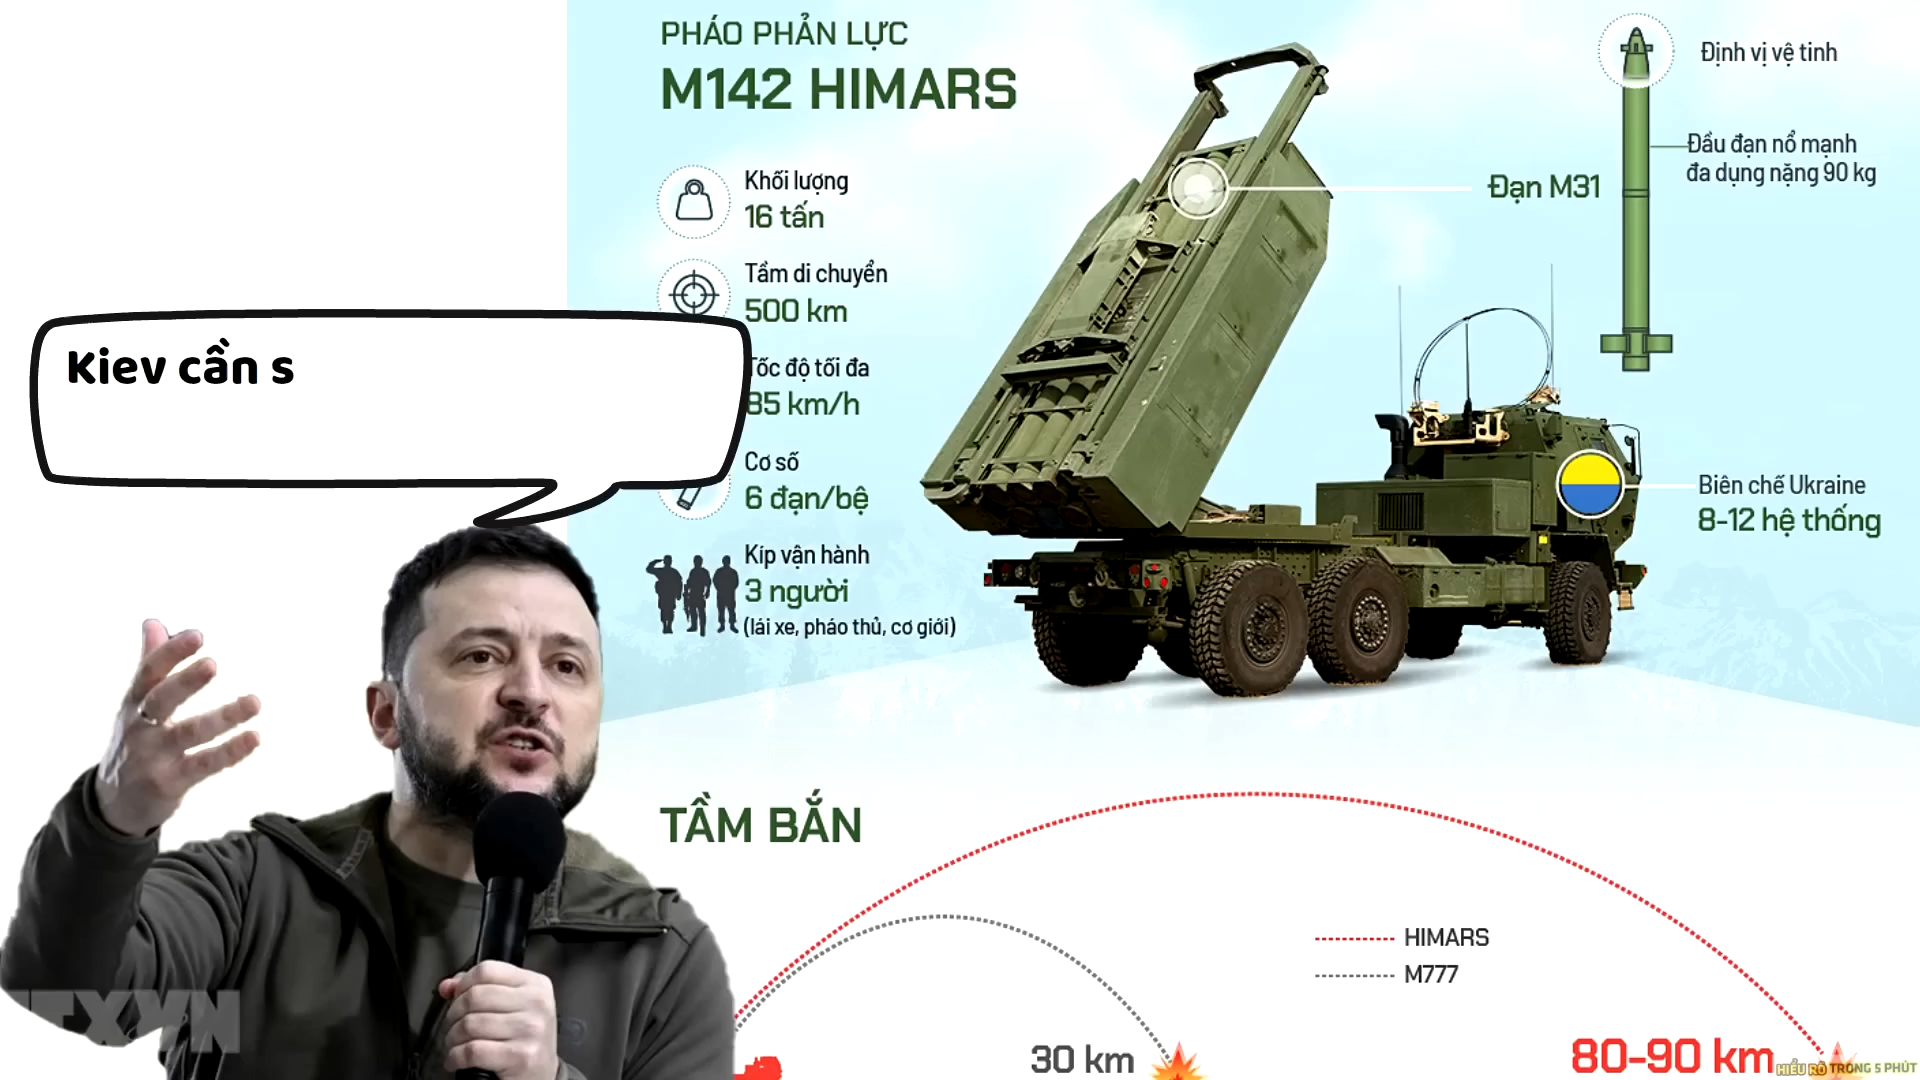 PHÁO PHẢN LỰC
M142 HIMARS
Khối lượng
16 tấn
Tầm di chuyển
500 km
Tốc độ tối đa
85 km/h
Cơ số
6 đạn/bệ
Kíp vận hành
3 người
(lái xe, pháo thủ, cơ giới)
Kiev cần s
Định vị vệ tinh
Đầu đạn nổ mạnh
đa dụng nặng 90 kg
Đạn M31
Biên chế Ukraine
8-12 hệ thống
TẦM BẮN
HIMARS
M777
30 km
80-90 km
HIỂU RÕ TRONG 5 PHÚT
TTXVN